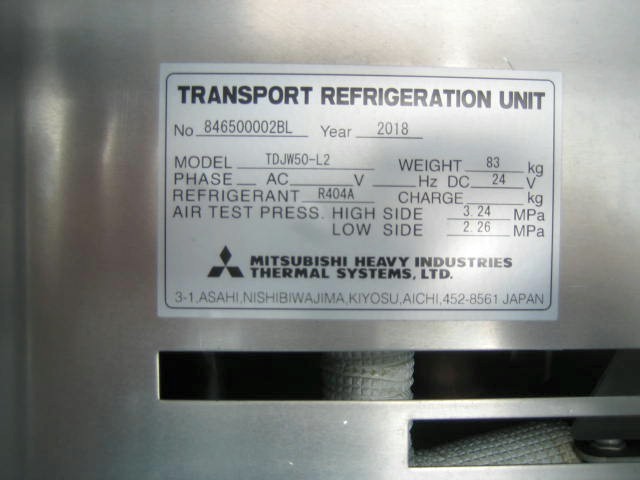 TRANSPORT REFRIGERATION UNIT
No 846500002BL Year 2018
MODEL TDJW50-L2 WEIGHT 83 kg
PHASE AC V Hz DC 24 V
REFRIGERANT R404A CHARGE kg
AIR TEST PRESS. HIGH SIDE 3.24 MPa
LOW SIDE 2.26 MPa
MITSUBISHI HEAVY INDUSTRIES
THERMAL SYSTEMS, LTD.
3-1,ASAHI,NISHIBIWAJIMA,KIYOSU,AICHI,452-8561 JAPAN